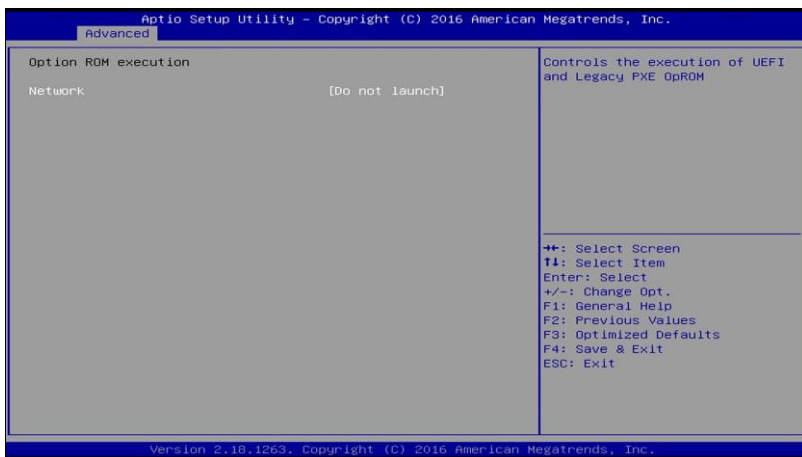 Aptio Setup Utility – Copyright (C) 2016 American Megatrends, Inc.
Advanced
Option ROM execution
Network [Do not launch]
Controls the execution of UEFI
and Legacy PXE OpROM
→←: Select Screen
↑↓: Select Item
Enter: Select
+/-: Change Opt.
F1: General Help
F2: Previous Values
F3: Optimized Defaults
F4: Save & Exit
ESC: Exit
Version 2.18.1263. Copyright (C) 2016 American Megatrends, Inc.